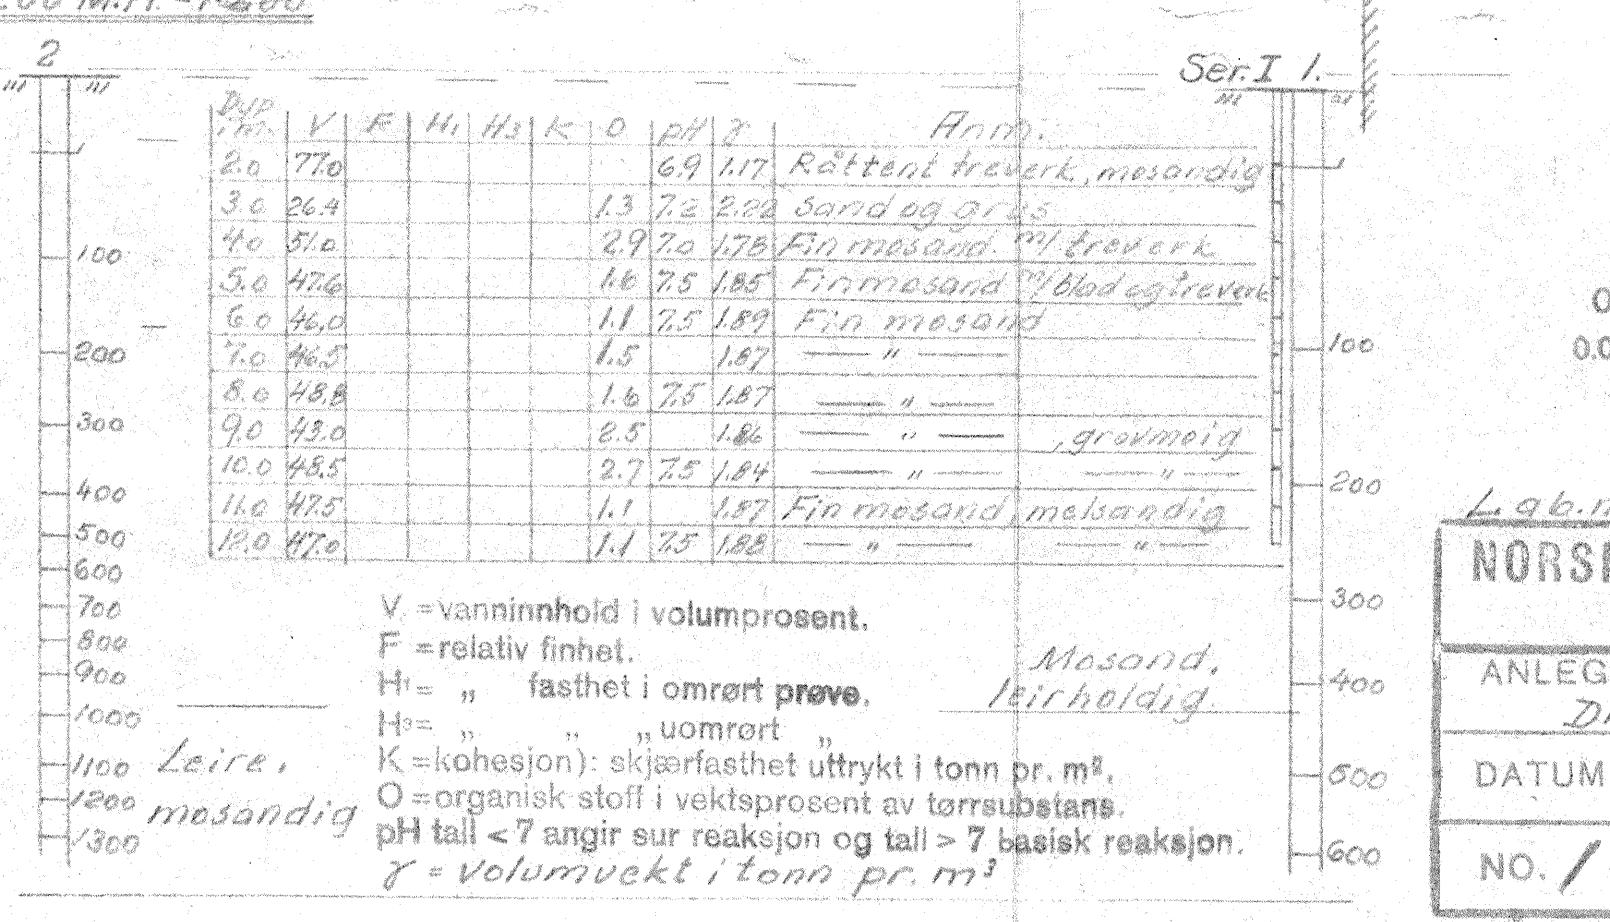 2
Ser. I 1.
Dyp i m. V F H₁ H₃ K O pH γ Anm.
2.0 77.0 6.9 1.17 Råttent treverk, mosandig
3.0 26.4 1.3 7.2 2.22 Sand og grus
4.0 51.0 2.9 7.0 1.78 Fin mosand m/ treverk
5.0 47.6 1.6 7.5 1.85 Fin mosand m/ blad og treverk
6.0 46.0 1.1 7.5 1.89 Fin mosand
7.0 46.5 1.5 1.87 — " —
8.0 48.8 1.6 7.5 1.87 — " —
9.0 43.0 2.5 1.86 — " — , grovmoig
10.0 48.5 2.7 7.5 1.84 — " — — " —
11.0 47.5 1.1 1.87 Fin mosand, melsandig
12.0 47.0 1.1 7.5 1.88 — " — — " —
100
200
300
400
500
600
700
800
900
1000
1100
1200
1300
Leire,
mosandig
V = vanninnhold i volumprosent.
F = relativ finhet.
H₁ = „ fasthet i omrørt prøve.
H₃ = „ „ „ uomrørt „
K = kohesjon): skjærfasthet uttrykt i tonn pr. m².
O = organisk stoff i vektsprosent av tørrsubstans.
pH tall < 7 angir sur reaksjon og tall > 7 basisk reaksjon.
γ = volumvekt i tonn pr. m³
Mosand,
leirholdig.
100
200
300
400
500
600
O
0.0
Lab.n
NORS
ANLEG
D
DATUM
NO. 1